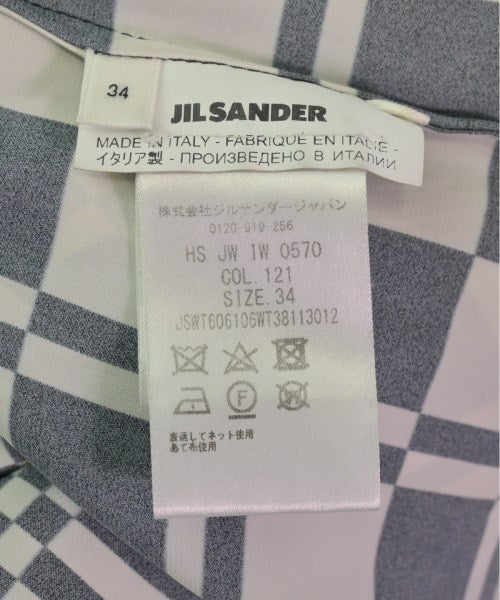 34
JIL SANDER
MADE IN ITALY - FABRIQUÉ EN ITALIE -
イタリア製 - ПРОИЗВЕДЕНО В ИТАЛИИ
株式会社ジルサンダージャパン
0120-919-256
HS JW IW 0570
COL.121
SIZE.34
JSWT606106WT38113012
F
W
裏返してネット使用
あて布使用